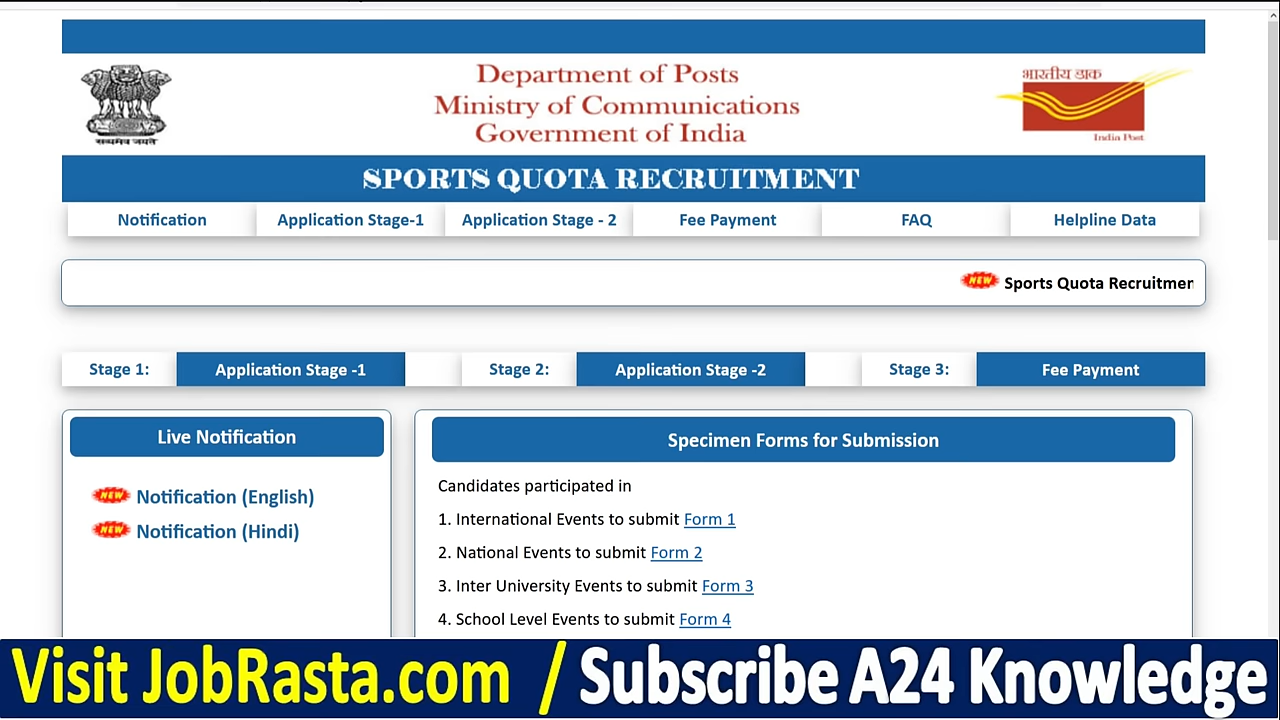 Department of Posts
Ministry of Communications
Government of India
सत्यमेव जयते
भारतीय डाक
India Post
SPORTS QUOTA RECRUITMENT
Notification
Application Stage-1
Application Stage - 2
Fee Payment
FAQ
Helpline Data
NEW Sports Quota Recruitmen
Stage 1:
Application Stage -1
Stage 2:
Application Stage -2
Stage 3:
Fee Payment
Live Notification
NEW Notification (English)
NEW Notification (Hindi)
Specimen Forms for Submission
Candidates participated in
1. International Events to submit Form 1
2. National Events to submit Form 2
3. Inter University Events to submit Form 3
4. School Level Events to submit Form 4
Visit JobRasta.com / Subscribe A24 Knowledge